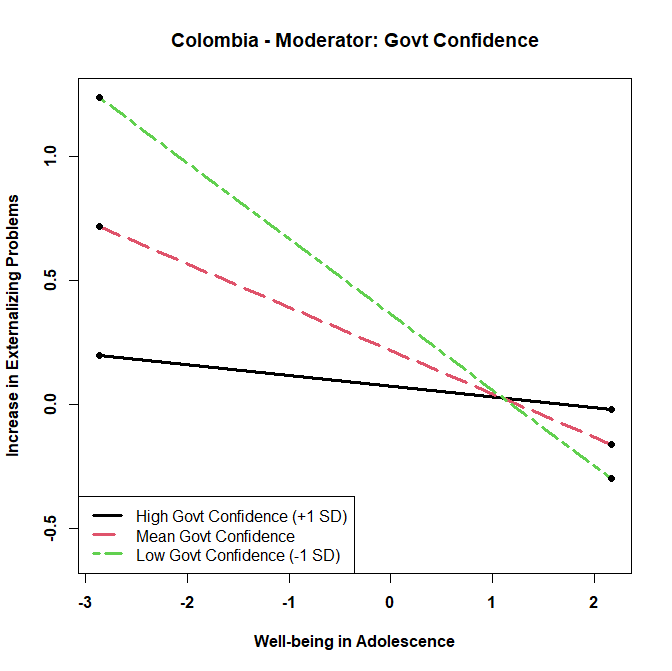 Colombia - Moderator: Govt Confidence
Increase in Externalizing Problems
1.0
0.5
0.0
-0.5
High Govt Confidence (+1 SD)
Mean Govt Confidence
Low Govt Confidence (-1 SD)
-3 -2 -1 0 1 2
Well-being in Adolescence